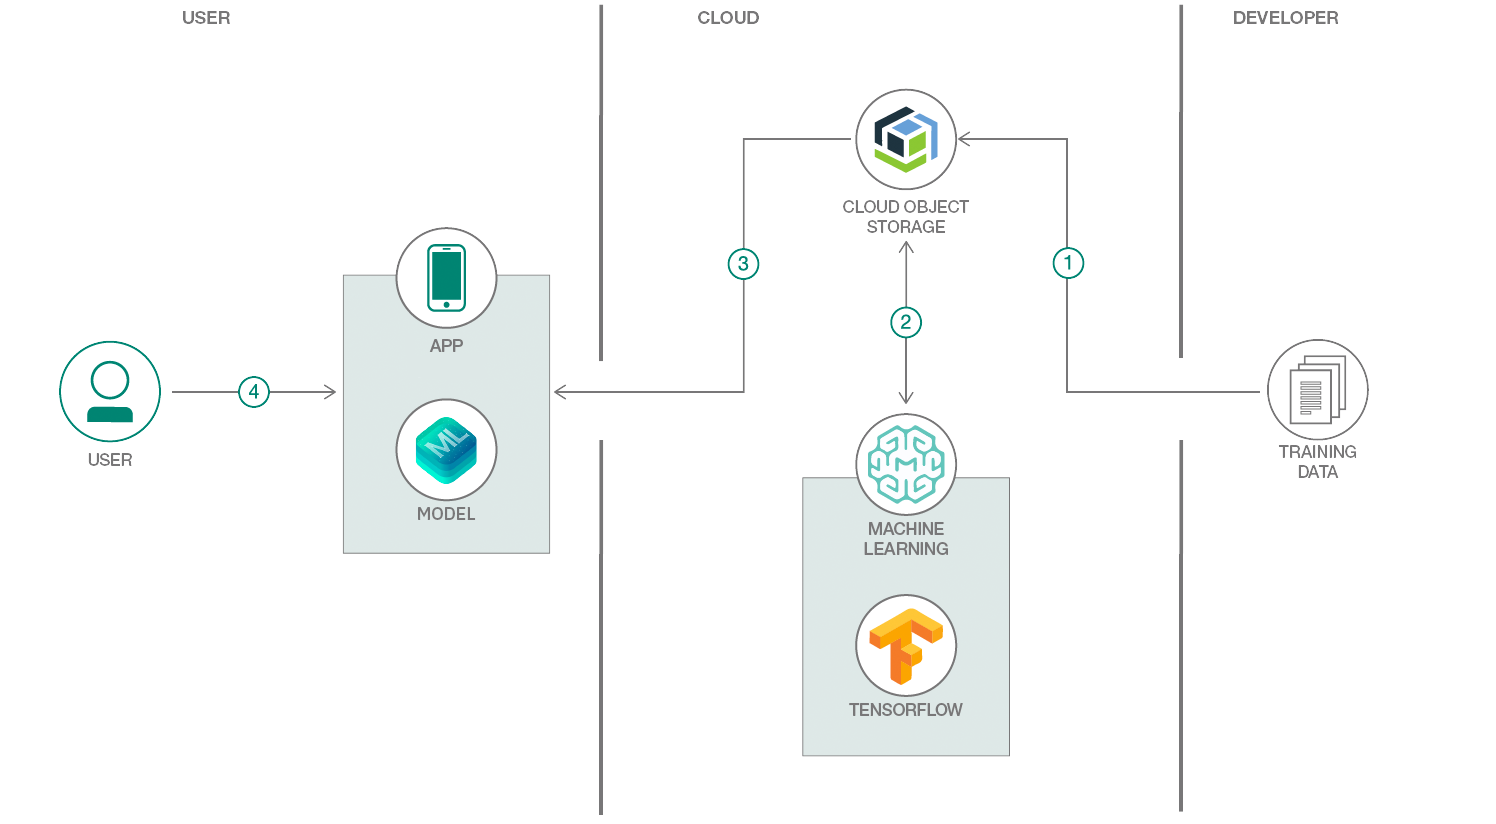 USER
CLOUD
DEVELOPER
CLOUD OBJECT
STORAGE
3
1
APP
2
4
ML
USER
TRAINING
DATA
MODEL
MACHINE
LEARNING
TENSORFLOW